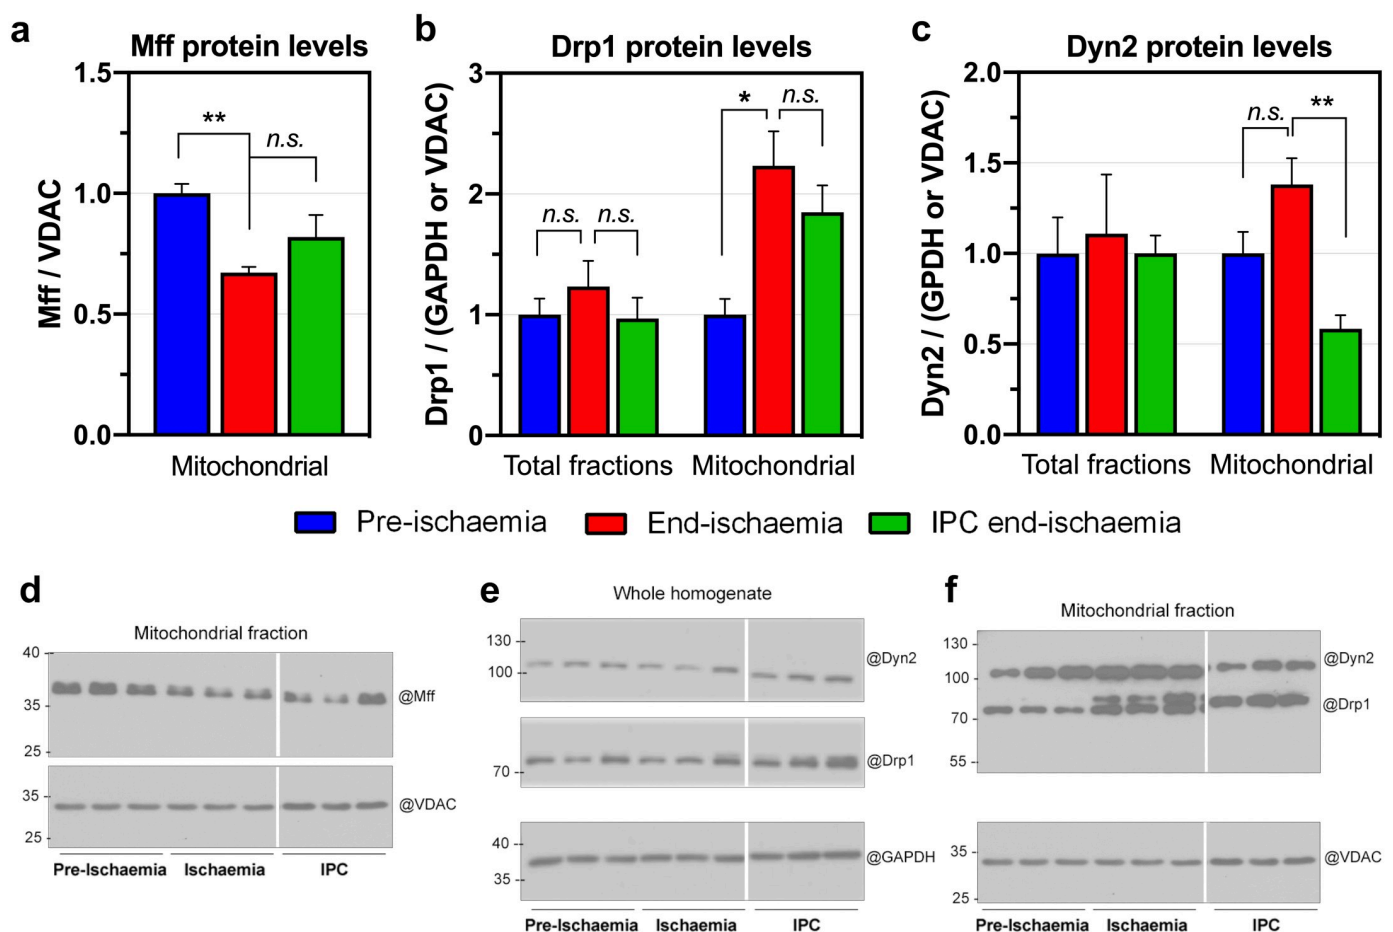 a
Mff protein levels
Mff / VDAC
1.5
1.0
0.5
0.0
**
n.s.
Mitochondrial
b
Drp1 protein levels
Drp1 / (GAPDH or VDAC)
3
2
1
0
n.s.
n.s.
*
n.s.
Total fractions
Mitochondrial
c
Dyn2 protein levels
Dyn2 / (GPDH or VDAC)
2.0
1.5
1.0
0.5
0.0
n.s.
**
Total fractions
Mitochondrial
Pre-ischaemia
End-ischaemia
IPC end-ischaemia
d
Mitochondrial fraction
40
35
25
@Mff
35
25
@VDAC
Pre-Ischaemia
Ischaemia
IPC
e
Whole homogenate
130
100
@Dyn2
70
@Drp1
40
35
@GAPDH
Pre-Ischaemia
Ischaemia
IPC
f
Mitochondrial fraction
130
100
70
55
@Dyn2
@Drp1
35
25
@VDAC
Pre-Ischaemia
Ischaemia
IPC